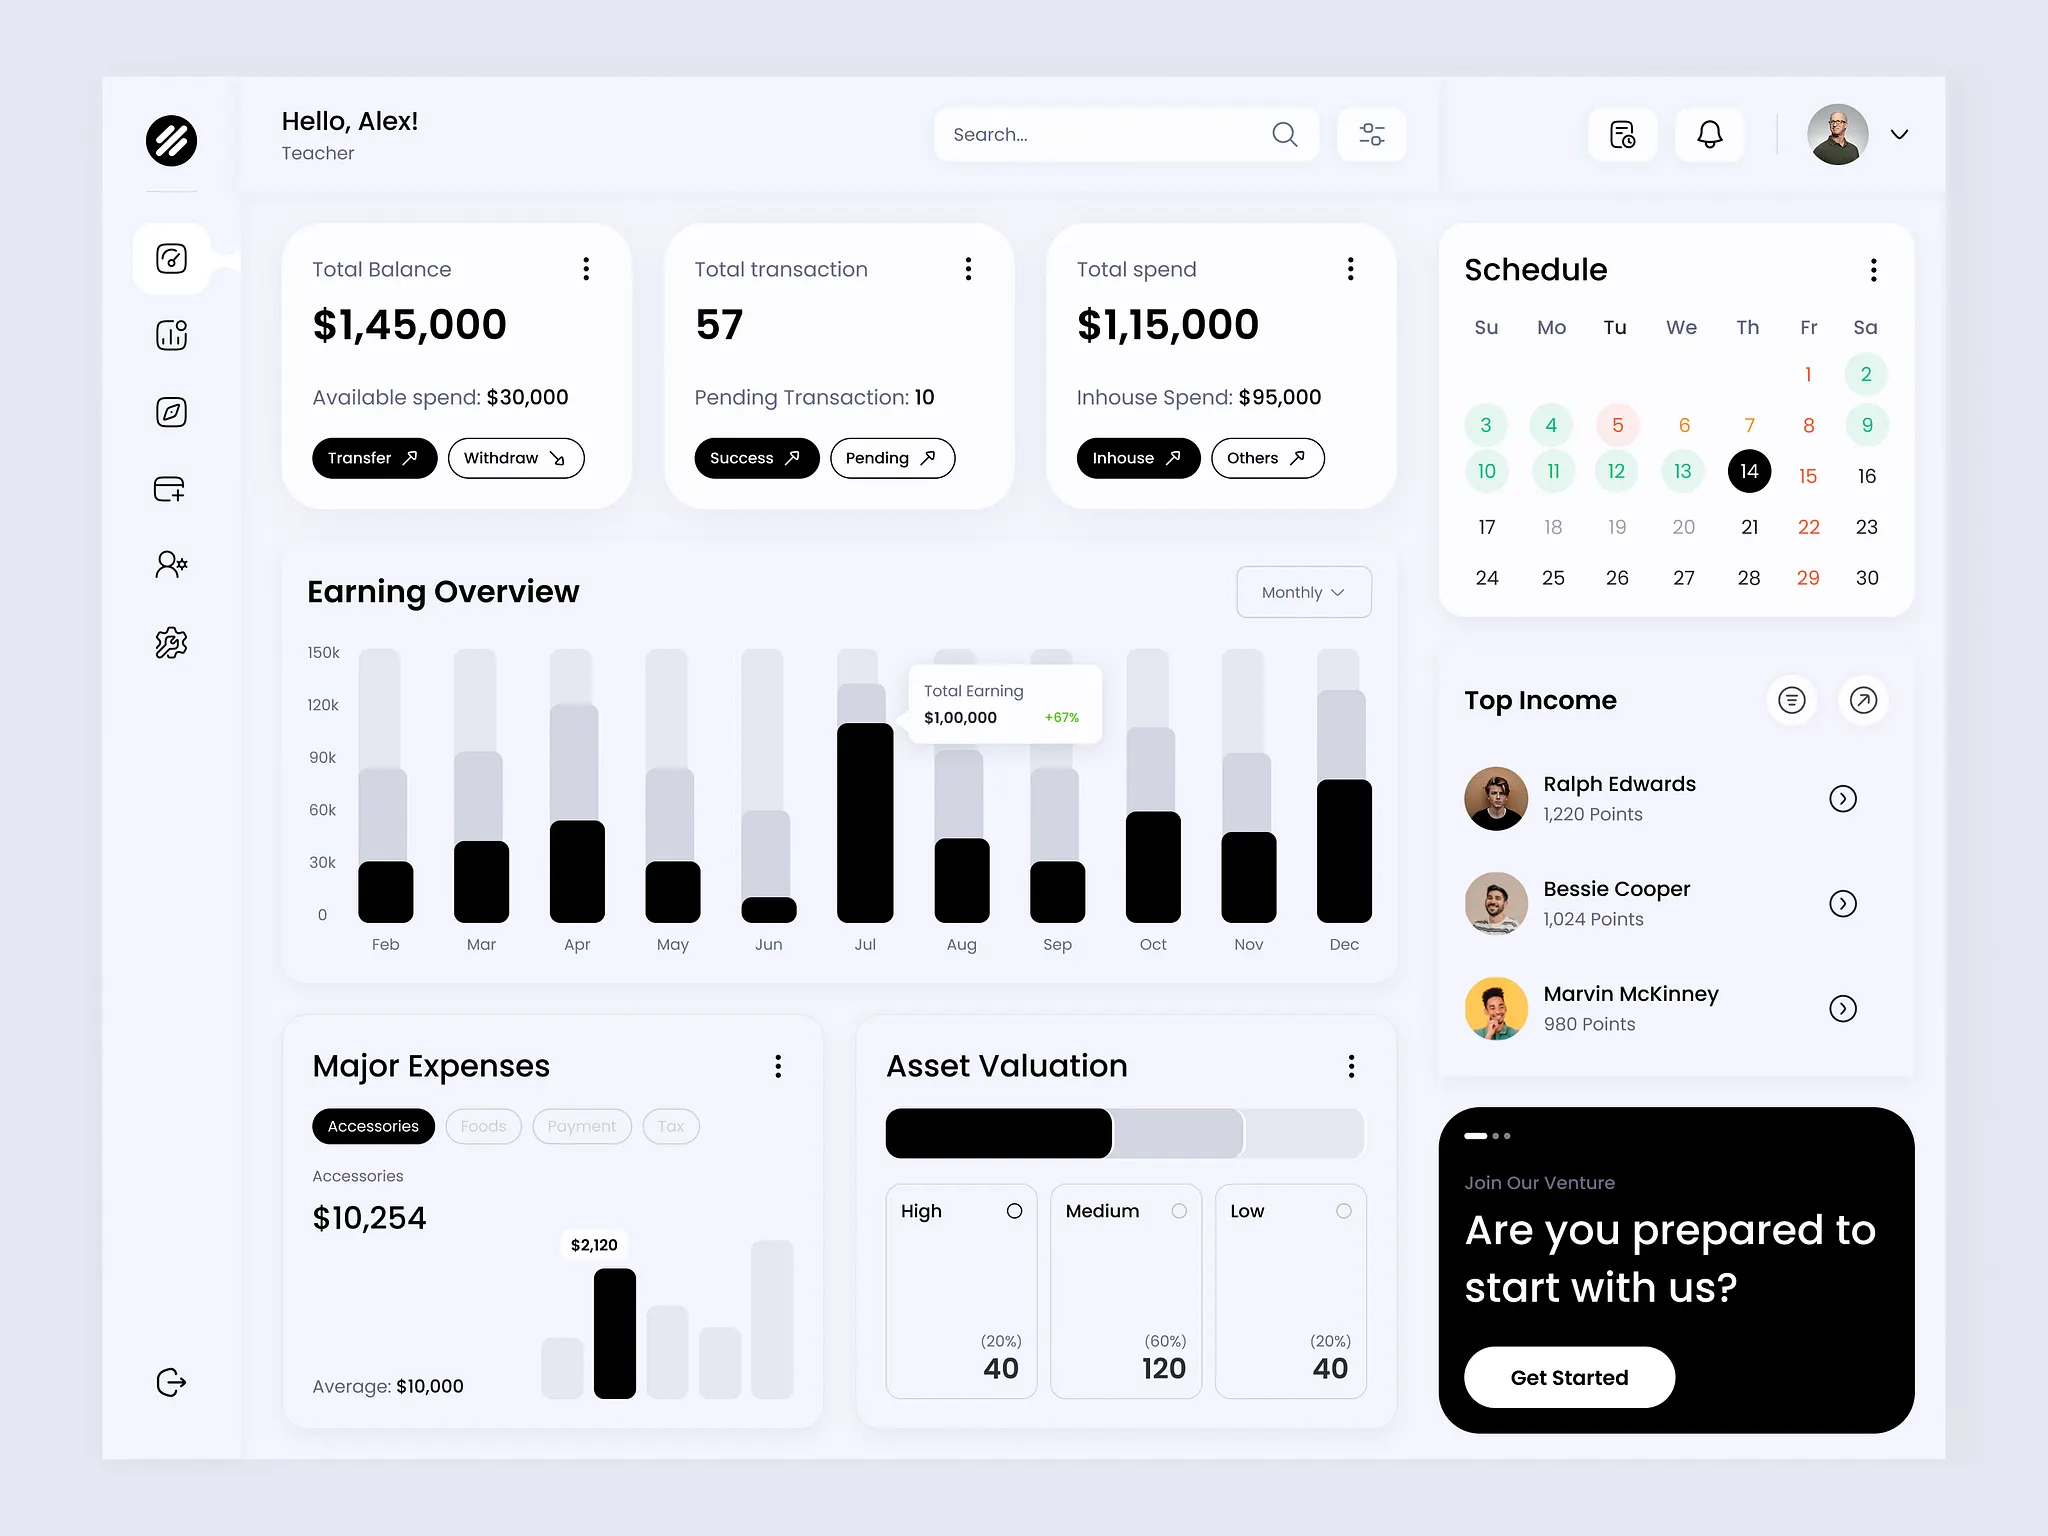 Hello, Alex!
Teacher
Search...
Total Balance
$1,45,000
Available spend: $30,000
Transfer
Withdraw
Total transaction
57
Pending Transaction: 10
Success
Pending
Total spend
$1,15,000
Inhouse Spend: $95,000
Inhouse
Others
Schedule
Su Mo Tu We Th Fr Sa
1 2
3 4 5 6 7 8 9
10 11 12 13 14 15 16
17 18 19 20 21 22 23
24 25 26 27 28 29 30
Earning Overview
Monthly
150k
120k
90k
60k
30k
0
Total Earning
$1,00,000 +67%
Feb Mar Apr May Jun Jul Aug Sep Oct Nov Dec
Top Income
Ralph Edwards
1,220 Points
Bessie Cooper
1,024 Points
Marvin McKinney
980 Points
Major Expenses
Accessories Foods Payment Tax
Accessories
$10,254
$2,120
Average: $10,000
Asset Valuation
High
(20%)
40
Medium
(60%)
120
Low
(20%)
40
Join Our Venture
Are you prepared to
start with us?
Get Started